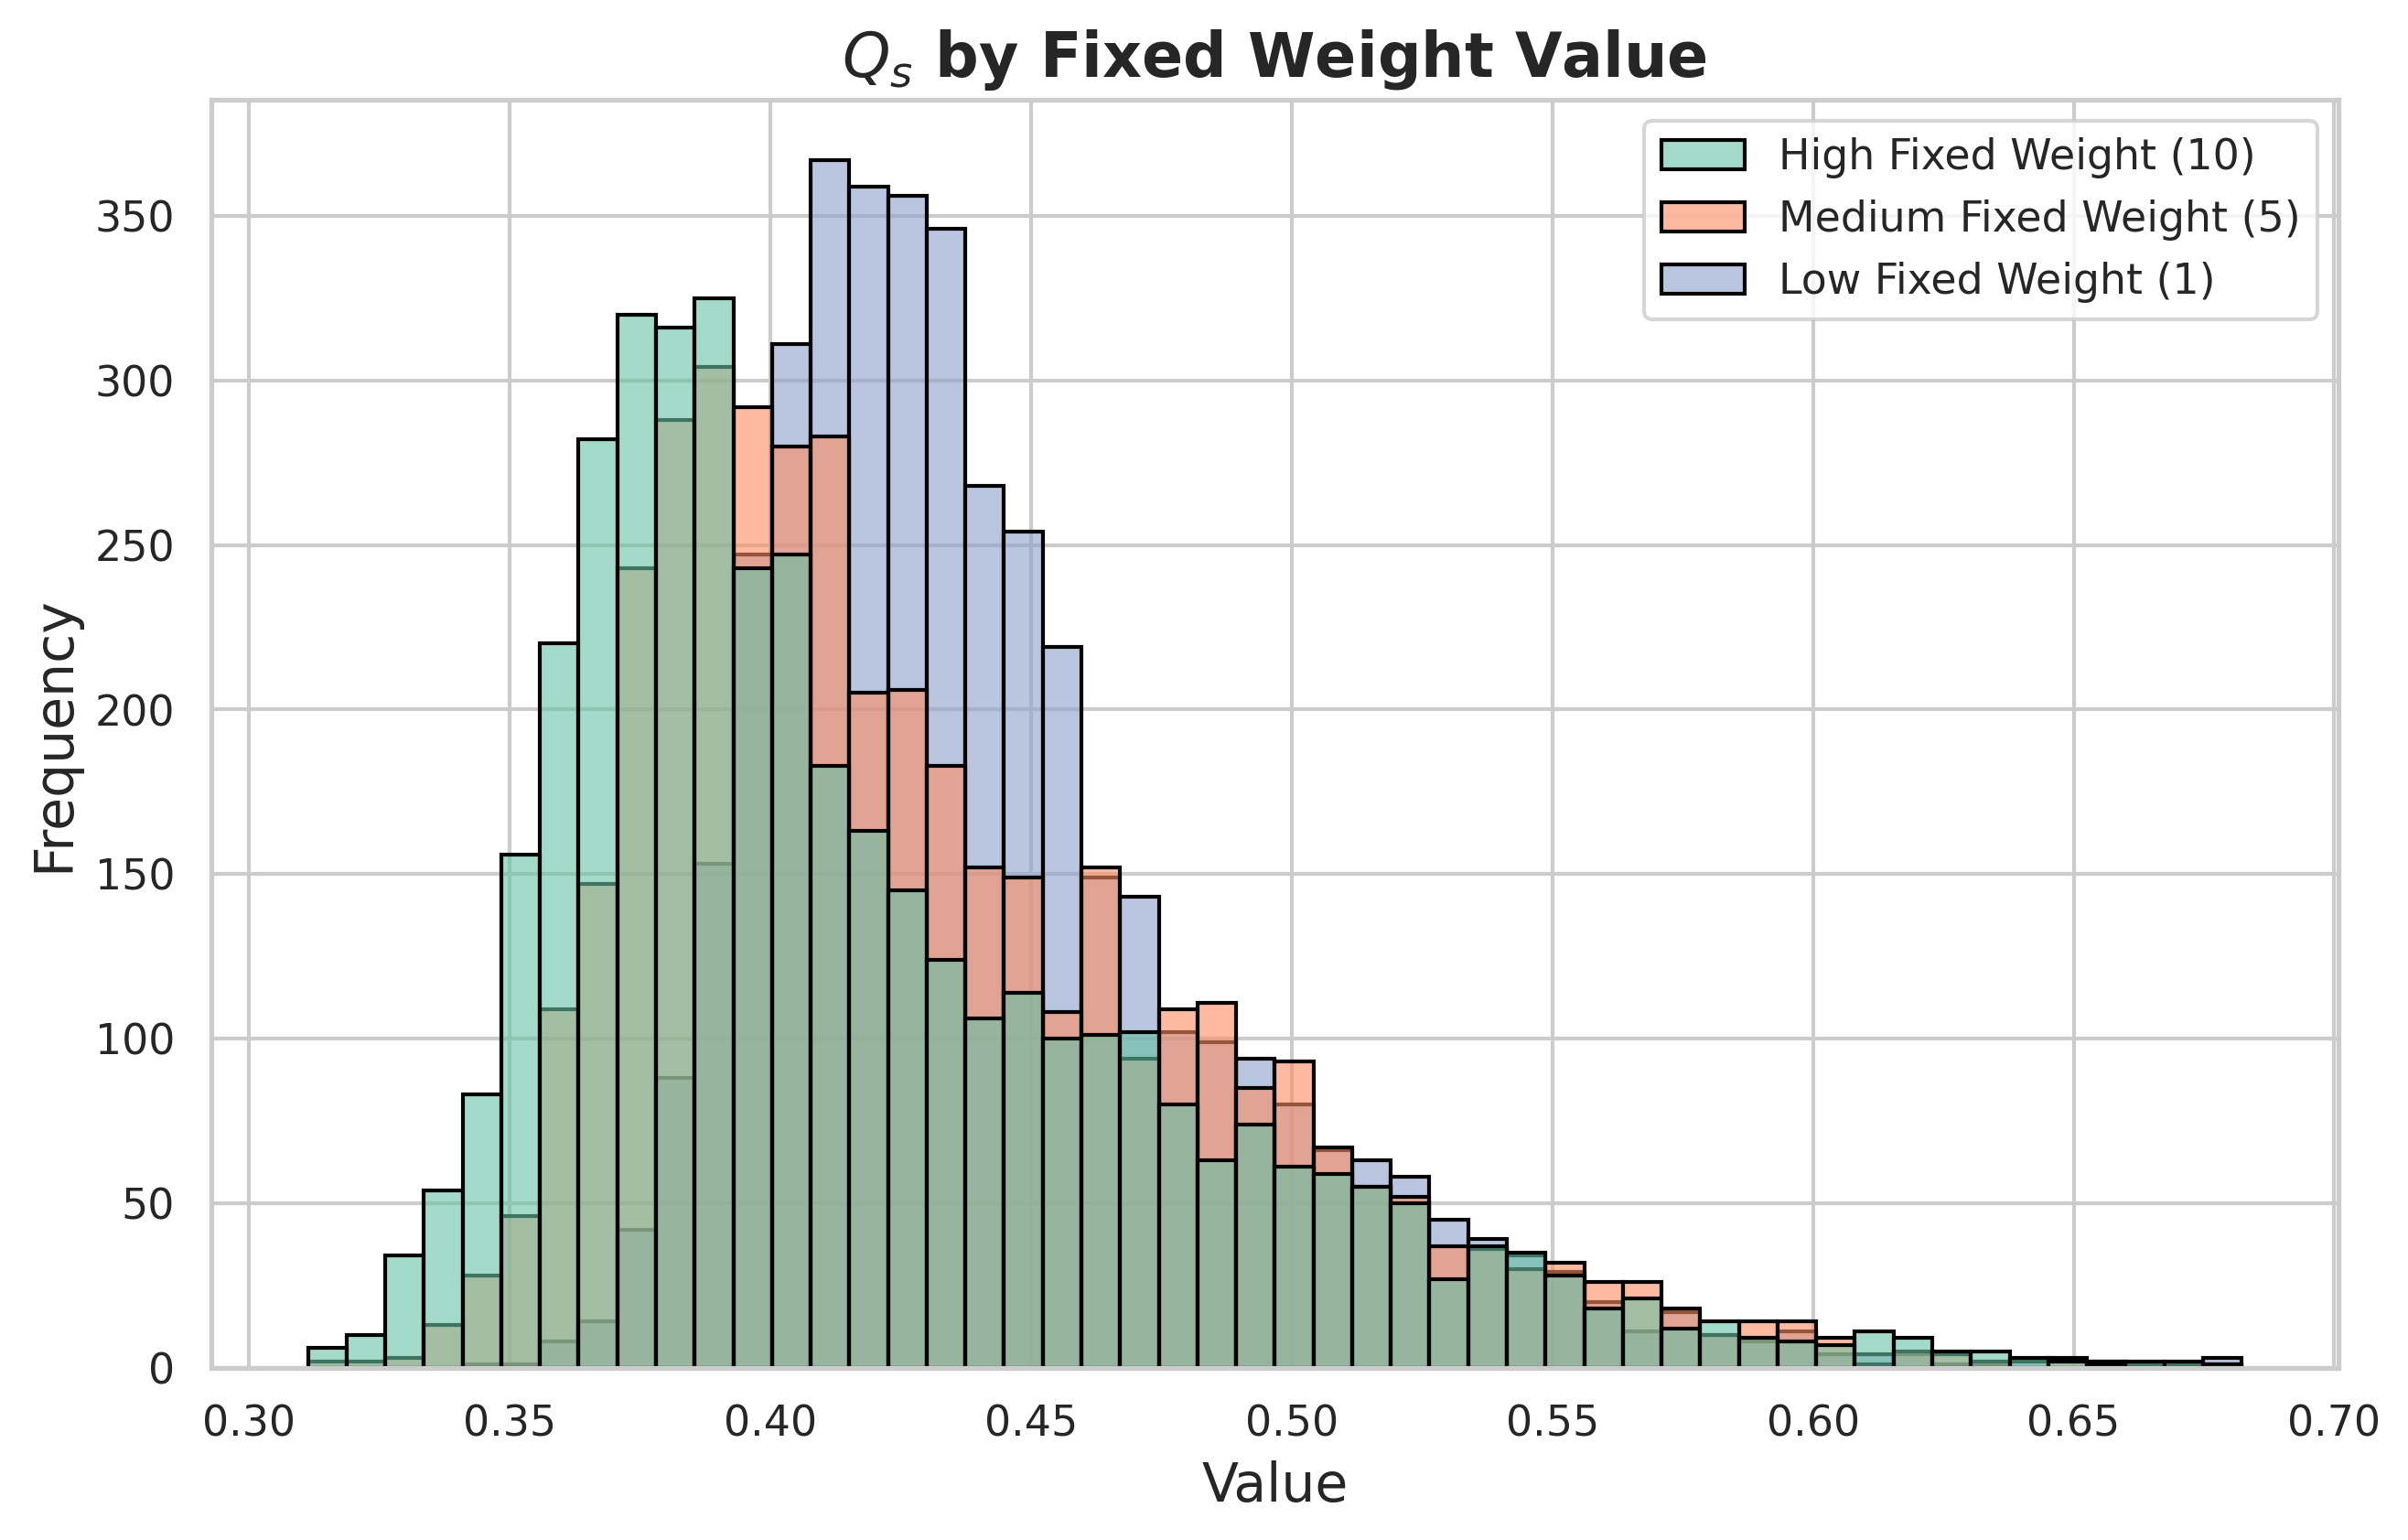 Q_s by Fixed Weight Value
High Fixed Weight (10)
Medium Fixed Weight (5)
Low Fixed Weight (1)
350
300
250
200
150
100
50
0
Frequency
0.30 0.35 0.40 0.45 0.50 0.55 0.60 0.65 0.70
Value